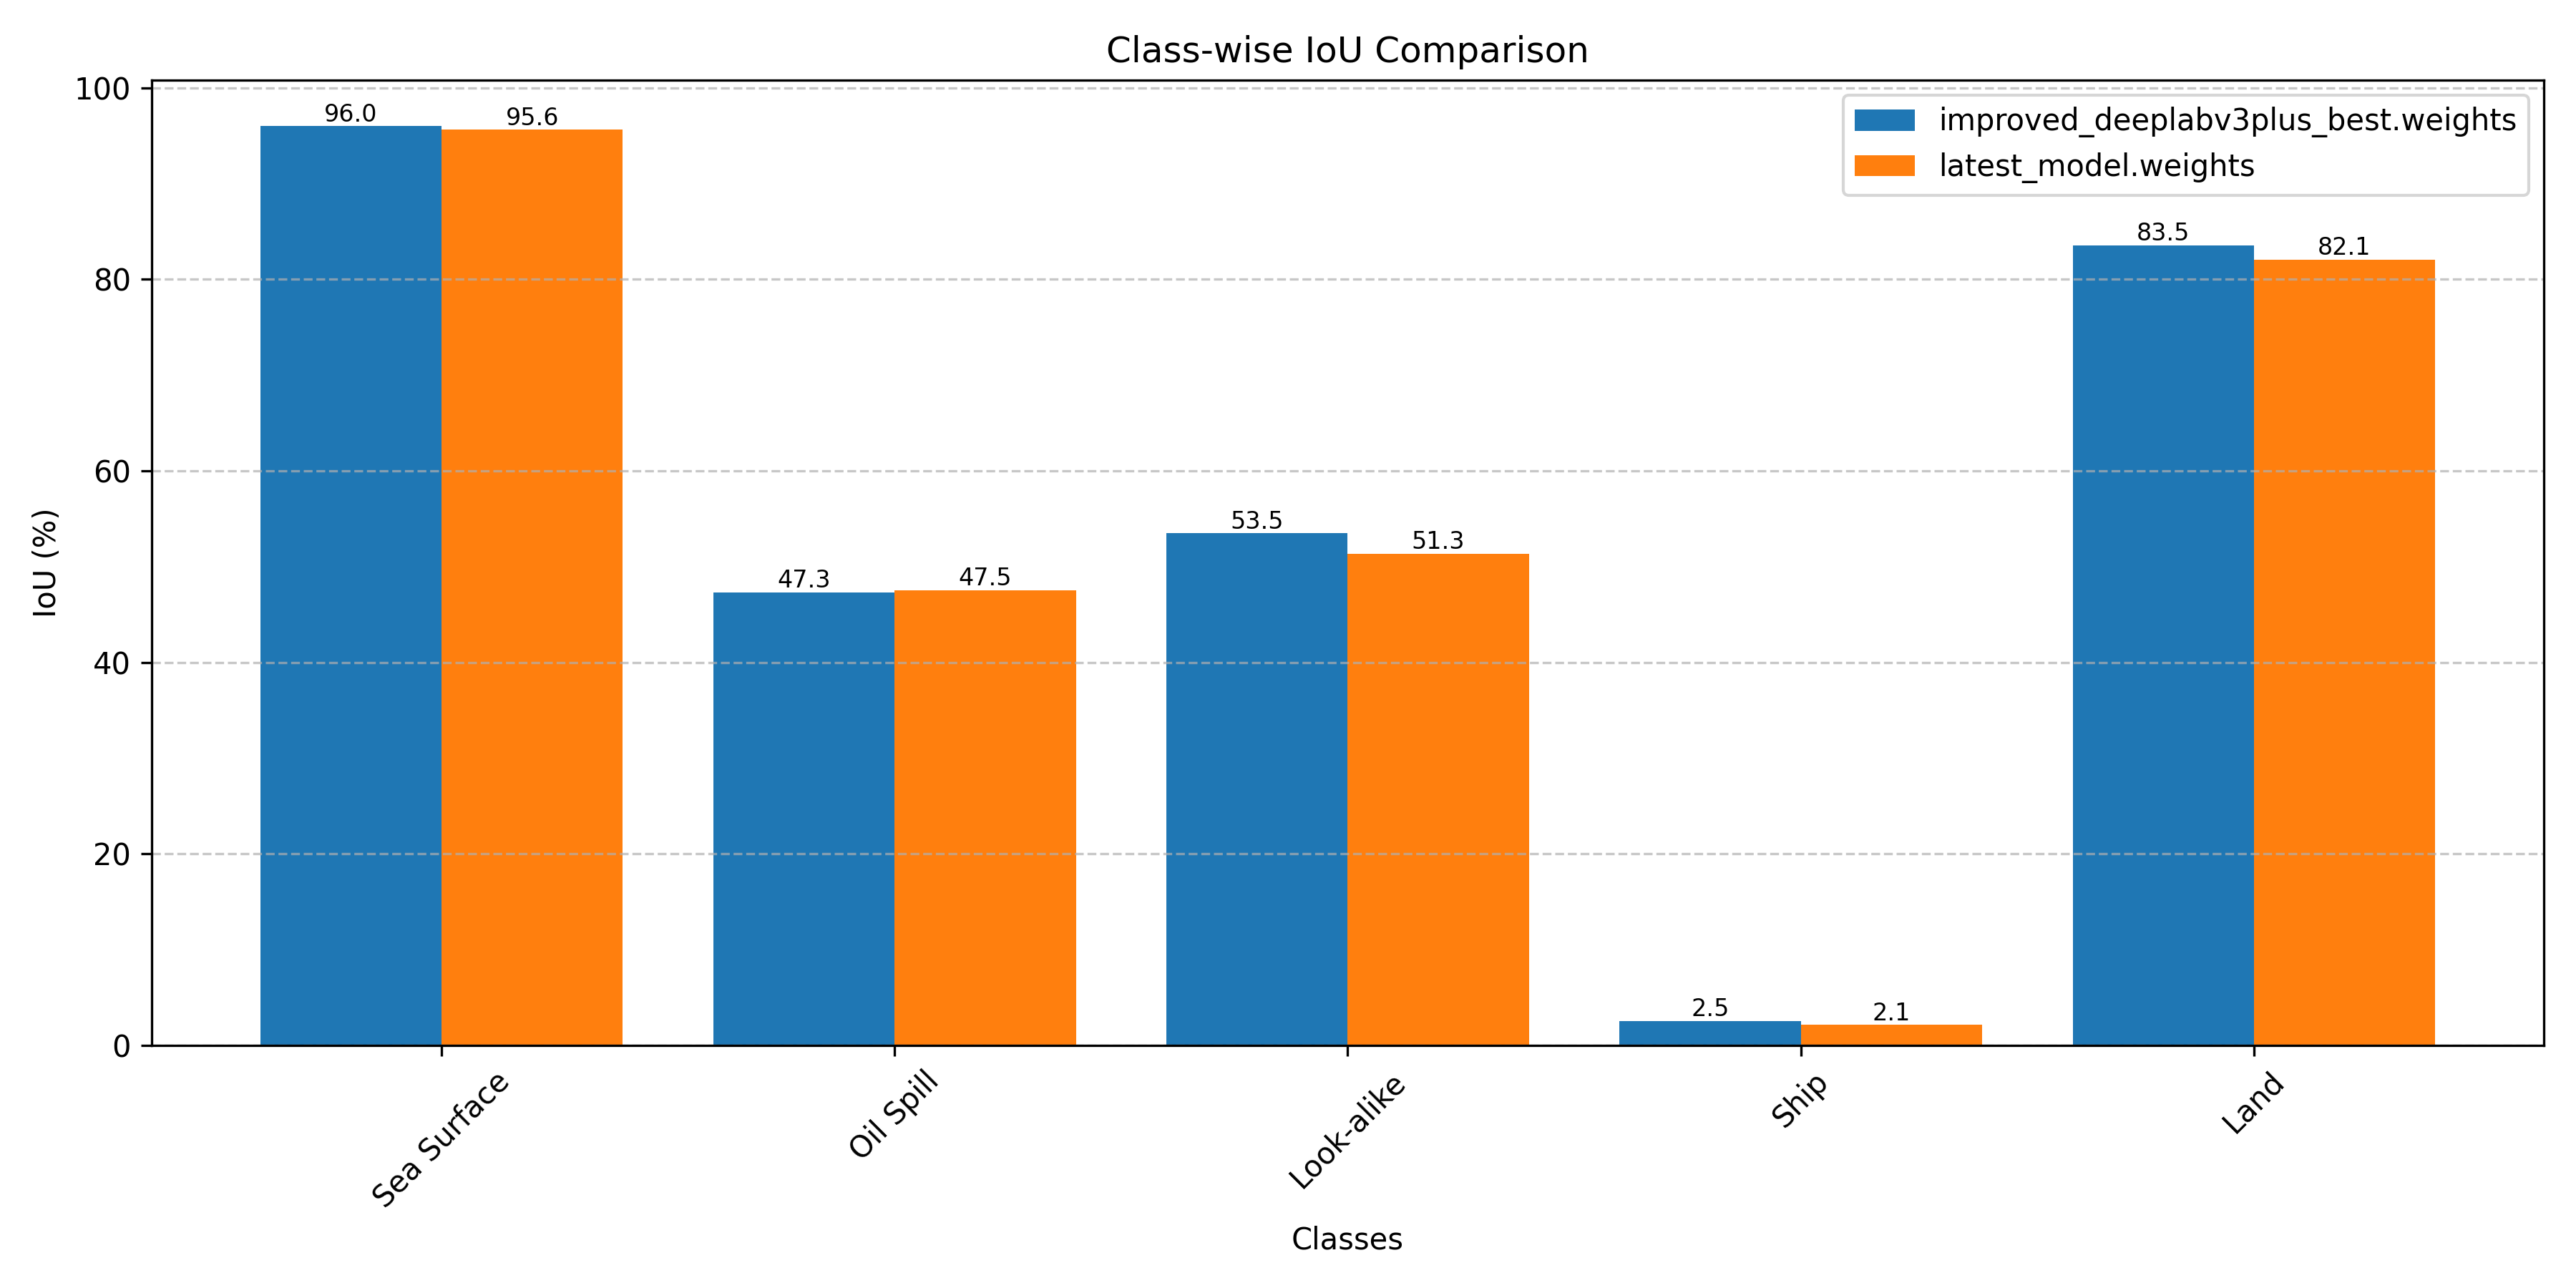 Class-wise IoU Comparison
improved_deeplabv3plus_best.weights
latest_model.weights
IoU (%)
100
80
60
40
20
0
96.0
95.6
47.3
47.5
53.5
51.3
2.5
2.1
83.5
82.1
Sea Surface
Oil Spill
Look-alike
Ship
Land
Classes